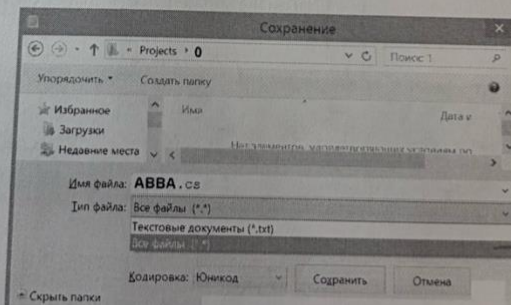 Сохранение
Projects 0
Поиск: 1
Упорядочить
Создать папку
Избранное
Имя
Дата и
Загрузки
Недавние места
Имя файла: ABBA.cs
Тип файла: Все файлы (*.*)
Текстовые документы (*.txt)
Все файлы (*.*)
Кодировка: Юникод
Сохранить
Отмена
Скрыть папки